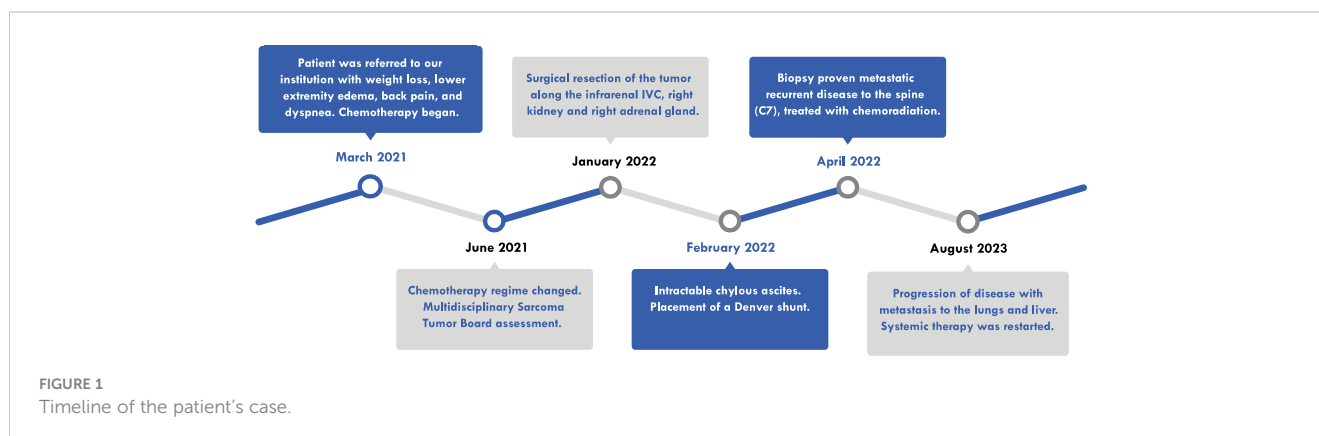 Patient was referred to our
institution with weight loss, lower
extremity edema, back pain, and
dyspnea. Chemotherapy began.
March 2021
June 2021
Chemotherapy regime changed.
Multidisciplinary Sarcoma
Tumor Board assessment.
Surgical resection of the tumor
along the infrarenal IVC, right
kidney and right adrenal gland.
January 2022
February 2022
Intractable chylous ascites.
Placement of a Denver shunt.
Biopsy proven metastatic
recurrent disease to the spine
(C7), treated with chemoradiation.
April 2022
August 2023
Progression of disease with
metastasis to the lungs and liver.
Systemic therapy was restarted.
FIGURE 1
Timeline of the patient's case.